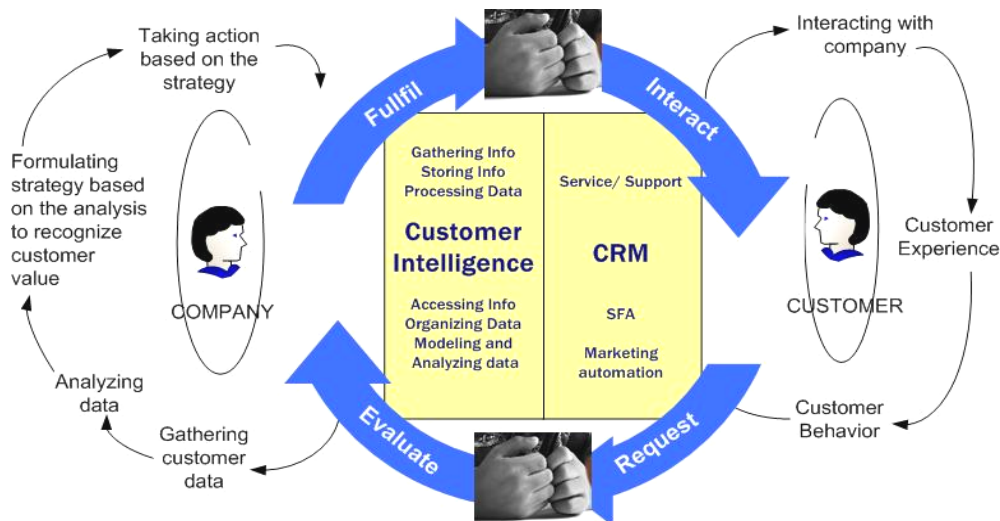 Taking action
based on the
strategy
Formulating
strategy based
on the analysis
to recognize
customer
value
COMPANY
Analyzing
data
Gathering
customer
data
Fullfil
Interact
Evaluate
Request
Gathering Info
Storing Info
Processing Data
Customer
Intelligence
Accessing Info
Organizing Data
Modeling and
Analyzing data
Service/ Support
CRM
SFA
Marketing
automation
Interacting with
company
Customer
Experience
CUSTOMER
Customer
Behavior